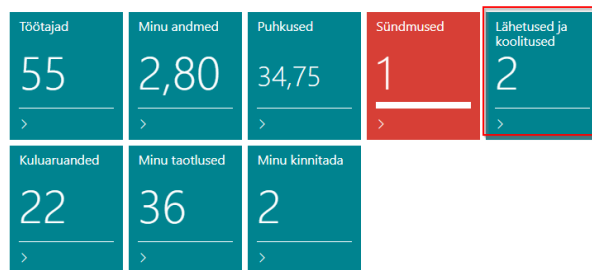 Töötajad
55
Minu andmed
2,80
Puhkused
34,75
Sündmused
1
Lähetused ja
koolitused
2
Kuluaruanded
22
Minu taotlused
36
Minu kinnitada
2